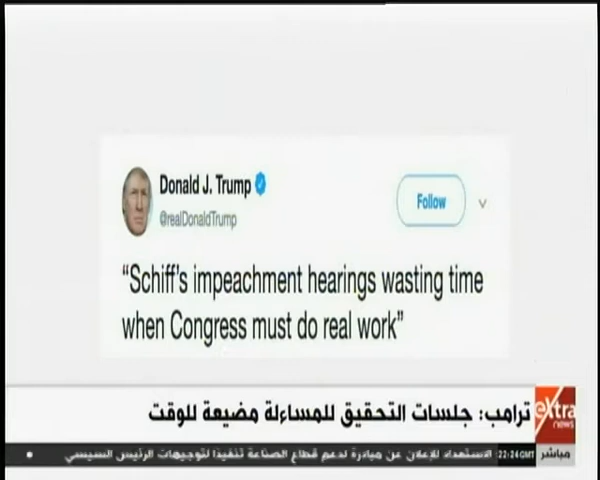 Donald J. Trump
@realDonaldTrump
Follow
“Schiff's impeachment hearings wasting time
when Congress must do real work”
ترامب: جلسات التحقيق للمساءلة مضيعة للوقت
extra
news
مباشر
22:24 GMT
الاستعداد للإعلان عن مبادرة لدعم قطاع الصناعة تنفيذا لتوجيهات الرئيس السيسي